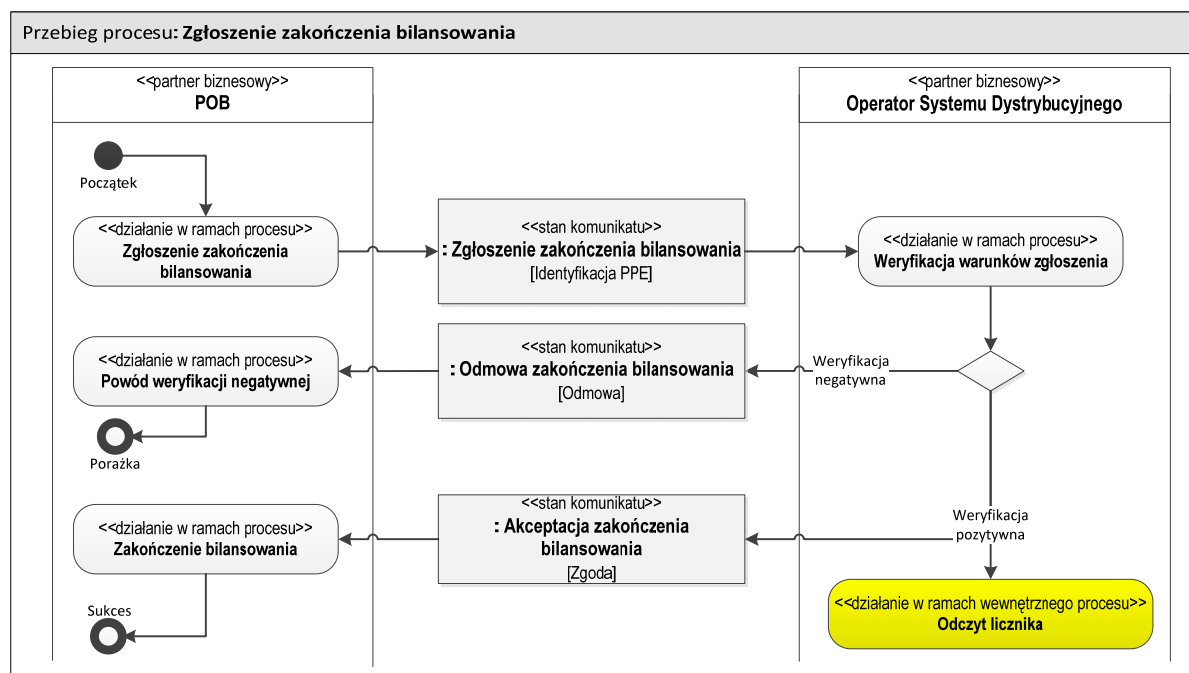 Przebieg procesu: Zgłoszenie zakończenia bilansowania
<<partner biznesowy>>
POB
<<partner biznesowy>>
Operator Systemu Dystrybucyjnego
Początek
<<działanie w ramach procesu>>
Zgłoszenie zakończenia
bilansowania
<<stan komunikatu>>
: Zgłoszenie zakończenia bilansowania
[Identyfikacja PPE]
<<działanie w ramach procesu>>
Weryfikacja warunków zgłoszenia
<<działanie w ramach procesu>>
Powód weryfikacji negatywnej
<<stan komunikatu>>
: Odmowa zakończenia bilansowania
[Odmowa]
Weryfikacja
negatywna
Porażka
<<działanie w ramach procesu>>
Zakończenie bilansowania
<<stan komunikatu>>
: Akceptacja zakończenia
bilansowania
[Zgoda]
Weryfikacja
pozytywna
Sukces
<<działanie w ramach wewnętrznego procesu>>
Odczyt licznika